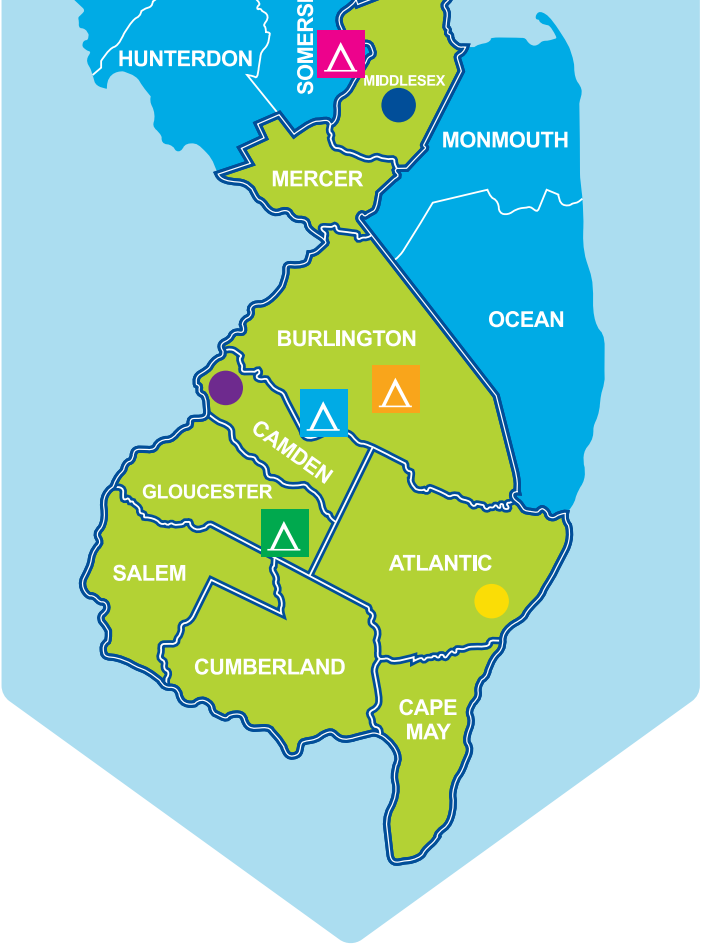 SOMERS
HUNTERDON
MIDDLESEX
MONMOUTH
MERCER
OCEAN
BURLINGTON
CAMDEN
GLOUCESTER
ATLANTIC
SALEM
CUMBERLAND
CAPE
MAY